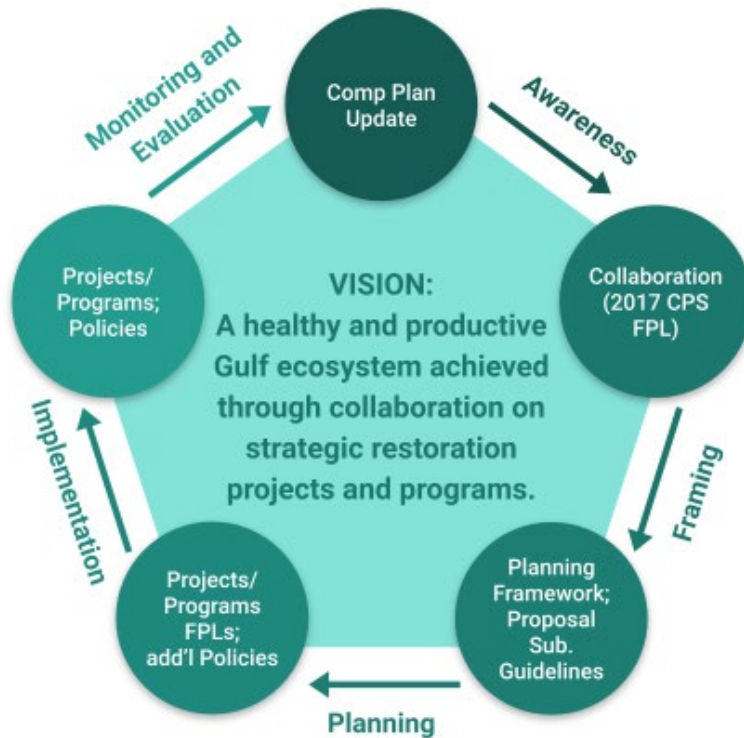 Comp Plan
Update
Awareness
Collaboration
(2017 CPS
FPL)
Framing
Planning
Framework;
Proposal
Sub.
Guidelines
Planning
Projects/
Programs
FPLs;
add'l Policies
Implementation
Projects/
Programs;
Policies
Monitoring and
Evaluation
VISION:
A healthy and productive
Gulf ecosystem achieved
through collaboration on
strategic restoration
projects and programs.